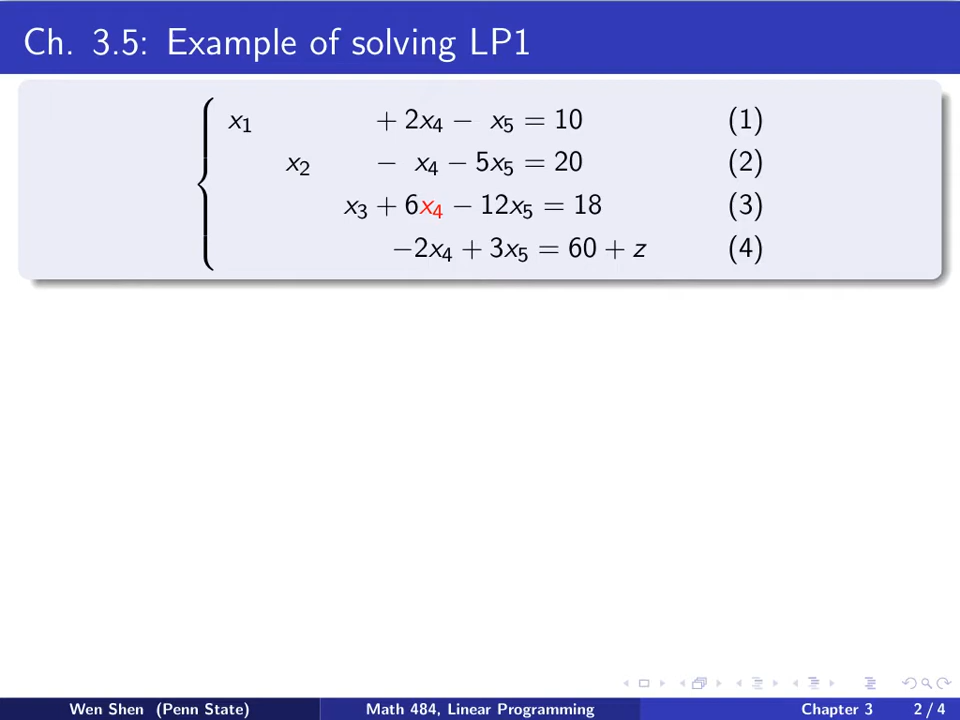 Ch. 3.5: Example of solving LP1
x₁ + 2x₄ − x₅ = 10 (1)
x₂ − x₄ − 5x₅ = 20 (2)
x₃ + 6x₄ − 12x₅ = 18 (3)
−2x₄ + 3x₅ = 60 + z (4)
Wen Shen (Penn State) Math 484, Linear Programming Chapter 3 2 / 4